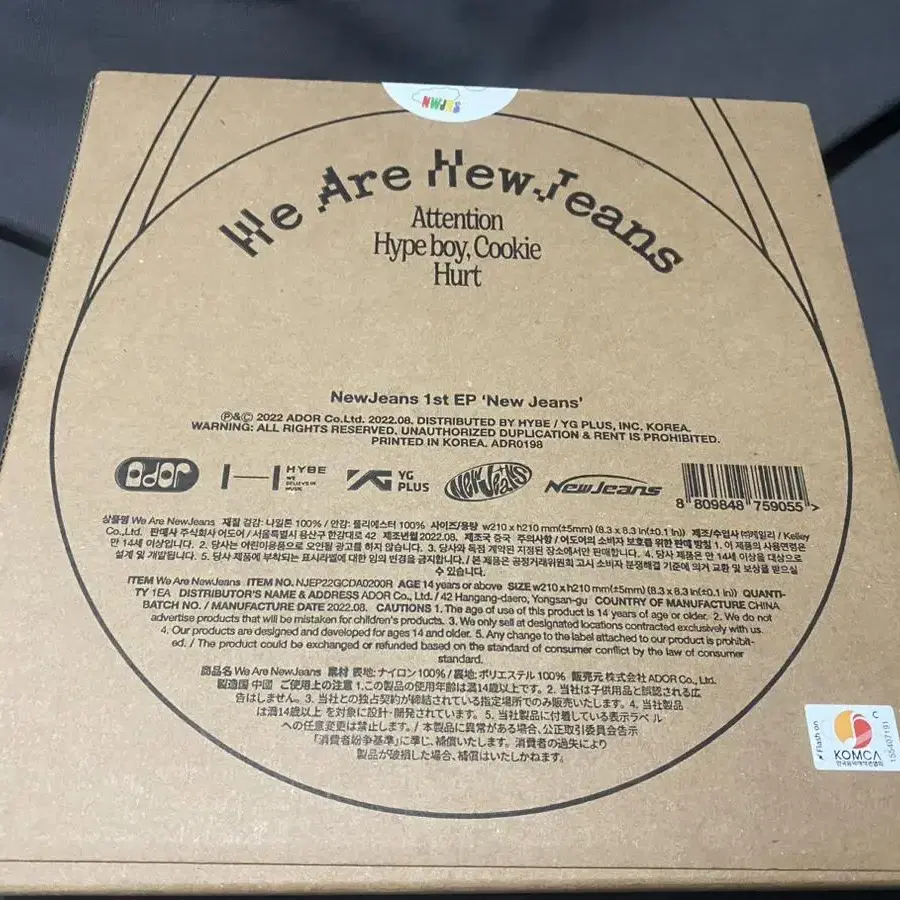 NWJNS
We Are NewJeans
Attention
Hype boy, Cookie
Hurt
NewJeans 1st EP ‘New Jeans’
℗&© 2022 ADOR Co.Ltd. 2022.08. DISTRIBUTED BY HYBE / YG PLUS, INC, KOREA.
WARNING: ALL RIGHTS RESERVED. UNAUTHORIZED DUPLICATION & RENT IS PROHIBITED.
PRINTED IN KOREA. ADR0198
ADOR
HYBE
WE
BELIEVE IN
MUSIC
YG
PLUS
NewJeans
NewJeans
8 809848 759055 >
상품명 We Are NewJeans 재질 겉감: 나일론 100% / 안감: 폴리에스터 100% 사이즈/용량 w210 x h210 mm(±5mm) (8.3 x 8.3 in(±0.1 in)) 제조/수입사 ㈜케일리 / Kelley
Co.,Ltd. 판매사 주식회사 어도어 / 서울특별시 용산구 한강대로 42 제조년월 2022.08. 제조국 중국 주의사항 / 어도어의 소비자 보호를 위한 판매 방침 1. 이 제품의 사용연령은
만 14세 이상입니다. 2. 당사는 어린이용품으로 오인될 광고를 하지 않습니다. 3. 당사와 독점 계약된 지정된 장소에서만 판매합니다. 4. 당사 제품은 만 14세 이상을 대상으로
설계 및 개발됩니다. 5. 당사 제품에 부착되는 표시라벨에 대한 임의 변경을 금지합니다. / 본 제품은 공정거래위원회 고시 소비자 분쟁해결 기준에 의거 교환 및 보상을 받으실
수 있습니다.
ITEM We Are NewJeans ITEM NO. NJEP22GCDA0200R AGE 14 years or above SIZE w210 x h210 mm(±5 mm) (8.3 x 8.3 in(±0.1 in)) QUANTI-
TY 1EA DISTRIBUTOR'S NAME & ADDRESS ADOR Co., Ltd. / 42 Hangang-daero, Yongsan-gu COUNTRY OF MANUFACTURE CHINA
BATCH NO. / MANUFACTURE DATE 2022.08. CAUTIONS 1. The age of use of this product is 14 years of age or older. 2. We do not
advertise products that will be mistaken for children's products. 3. We only sell at designated locations contracted exclusively with us.
4. Our products are designed and developed for ages 14 and older. 5. Any change to the label attached to our product is prohibit-
ed. / The product could be exchanged or refunded based on the standard of consumer conflict by the law of consumer
standard.
商品名 We Are NewJeans 素材 表地: ナイロン100% / 裏地: ポリエステル 100% 販売元 株式会社 ADOR Co., Ltd.
製造国 中國 ご使用上の注意 1.この製品の使用年齢は満14歳以上です。2. 当社は子供用品と誤認される広
告はしません。3. 当社との独占契約が締結されている指定場所でのみ販売いたします。4. 当社製品
は満14歳以上 を対象に設計・開発されています。5. 当社製品に付着している表示ラベル
への任意変更は禁止します。/ 本製品に異常がある場合、公正取引委員会告示
「消費者紛争基準」に準じ、補償いたします。消費者の過失により
製品が破損した場合、補償はいたしかねます。
Flash on
C
KOMCA
한국음악저작권협회
155407191